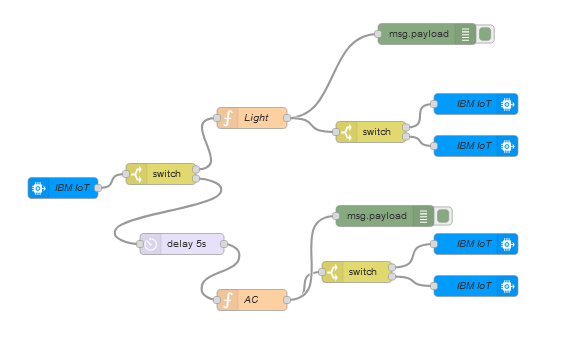 msg.payload
IBM IoT
Light
switch
IBM IoT
IBM IoT
switch
msg.payload
delay 5s
IBM IoT
switch
IBM IoT
AC